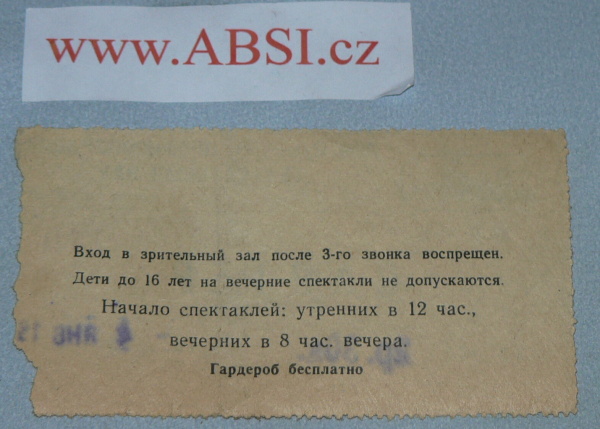 www.ABSI.cz
Вход в зрительный зал после 3-го звонка воспрещен.
Дети до 16 лет на вечерние спектакли не допускаются.
Начало спектаклей: утренних в 12 час.,
вечерних в 8 час. вечера.
Гардероб бесплатно